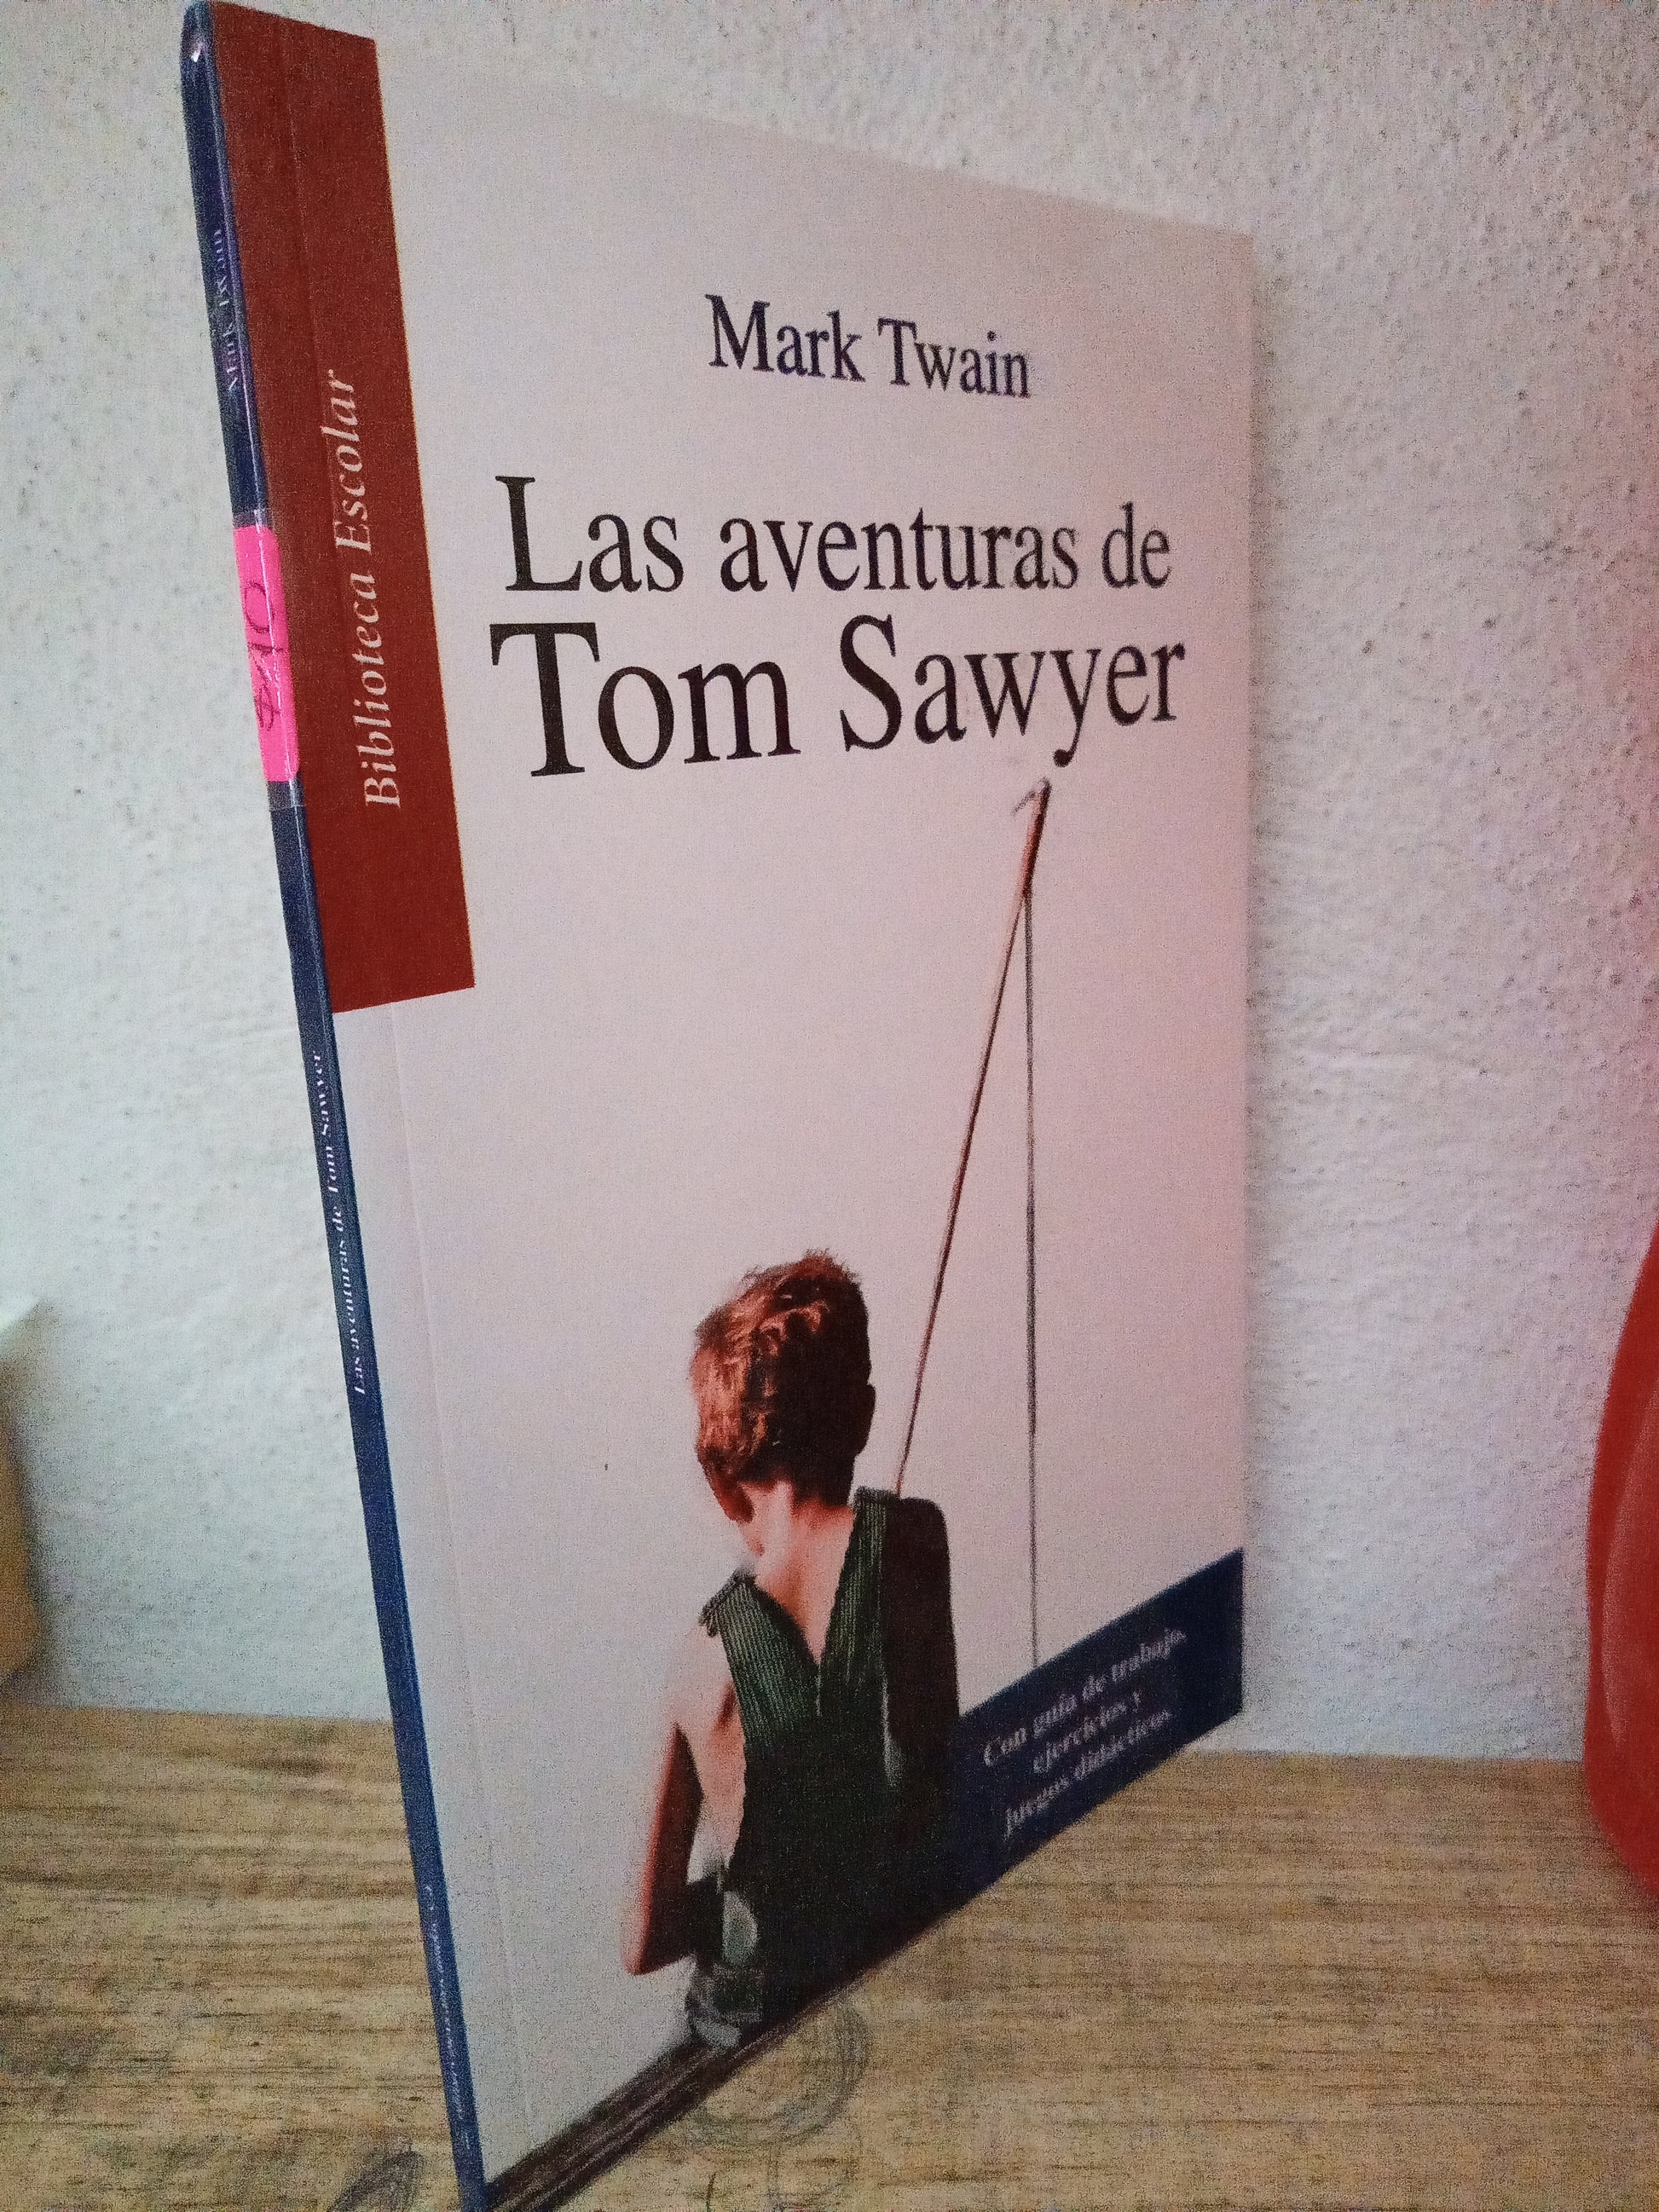 Mark Twain
Las aventuras de
Tom Sawyer
Biblioteca Escolar
Con guía de trabajo,
ejercicios y
juegos didácticos
Mark Twain
Las aventuras de Tom Sawyer